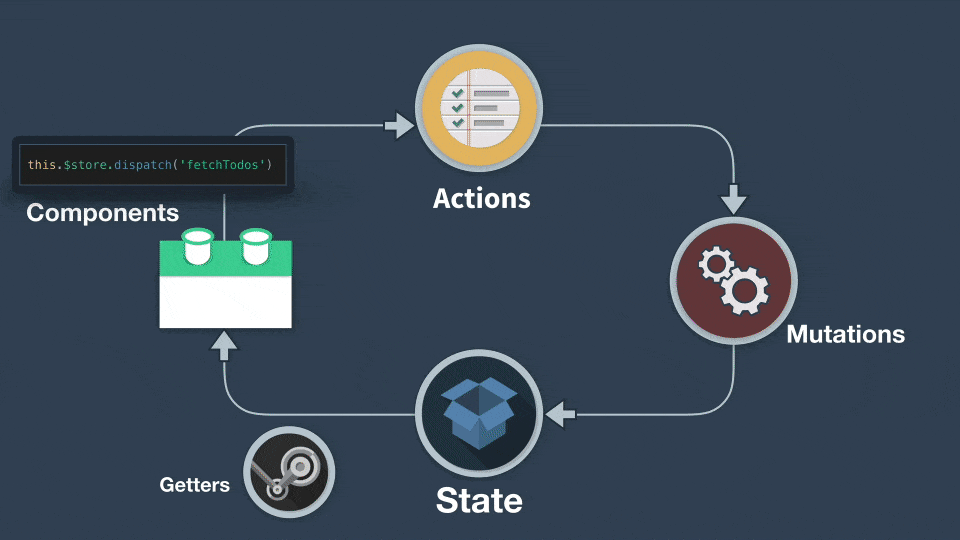 Actions
this.$store.dispatch('fetchTodos')
Components
Mutations
Getters
State